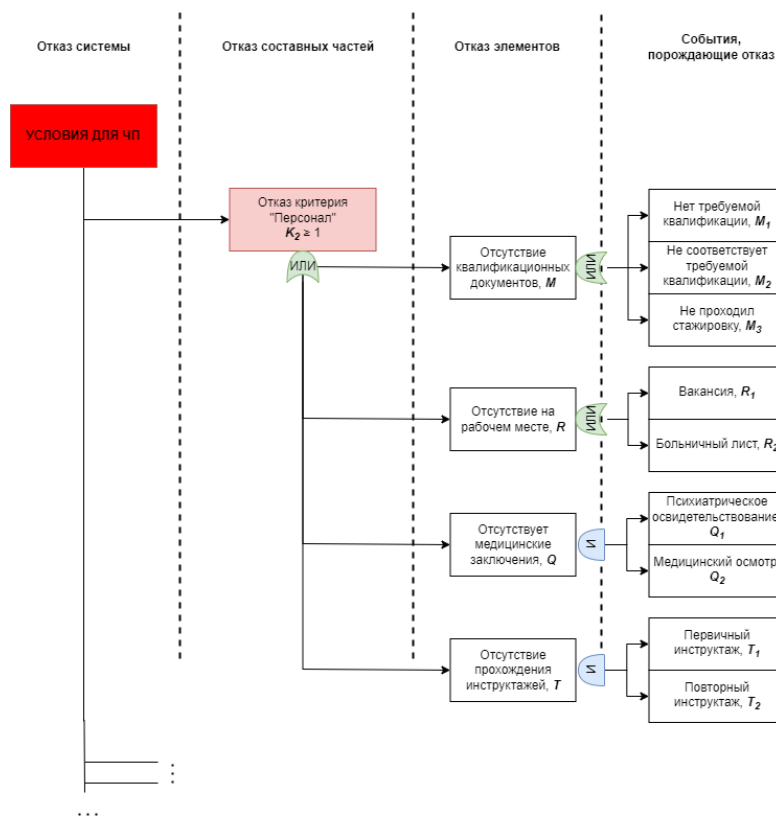 Отказ системы
Отказ составных частей
Отказ элементов
События,
порождающие отказ
УСЛОВИЯ ДЛЯ ЧП
Отказ критерия
"Персонал"
K2 ≥ 1
ИЛИ
Отсутствие
квалификационных
документов, M
ИЛИ
Нет требуемой
квалификации, M1
Не соответствует
требуемой
квалификации, M2
Не проходил
стажировку, M3
Отсутствие на
рабочем месте, R
ИЛИ
Вакансия, R1
Больничный лист, R2
Отсутствует
медицинские
заключения, Q
И
Психиатрическое
освидетельствование
Q1
Медицинский осмотр
Q2
Отсутствие
прохождения
инструктажей, T
И
Первичный
инструктаж, T1
Повторный
инструктаж, T2
...
...